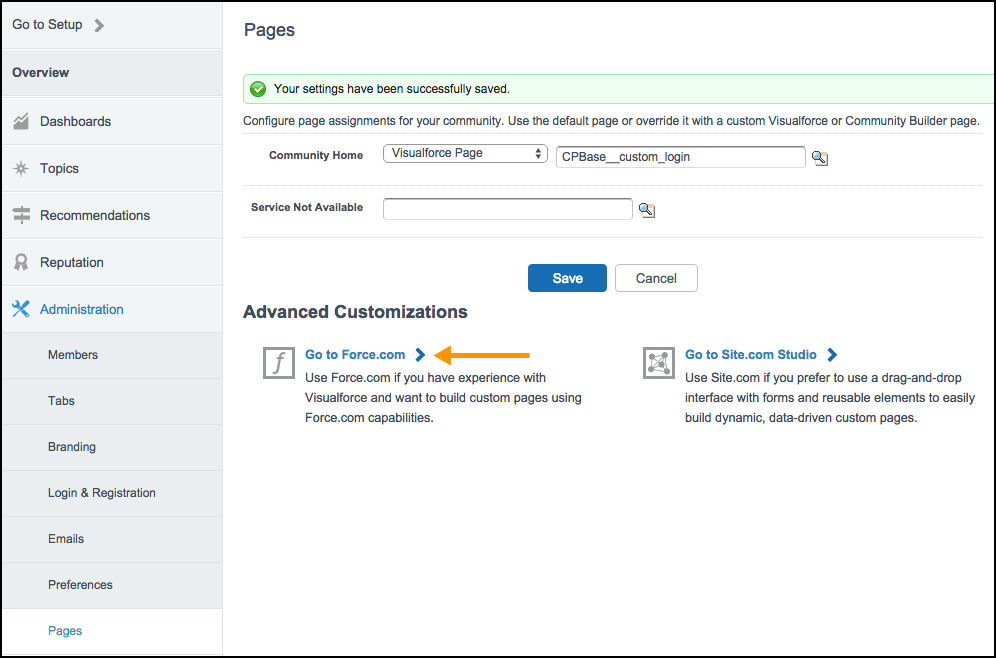 Go to Setup
Overview
Dashboards
Topics
Recommendations
Reputation
Administration
Members
Tabs
Branding
Login & Registration
Emails
Preferences
Pages
Pages
Your settings have been successfully saved.
Configure page assignments for your community. Use the default page or override it with a custom Visualforce or Community Builder page.
Community Home Visualforce Page CPBase__custom_login
Service Not Available
Save Cancel
Advanced Customizations
f
Go to Force.com
Use Force.com if you have experience with
Visualforce and want to build custom pages using
Force.com capabilities.
Go to Site.com Studio
Use Site.com if you prefer to use a drag-and-drop
interface with forms and reusable elements to easily
build dynamic, data-driven custom pages.